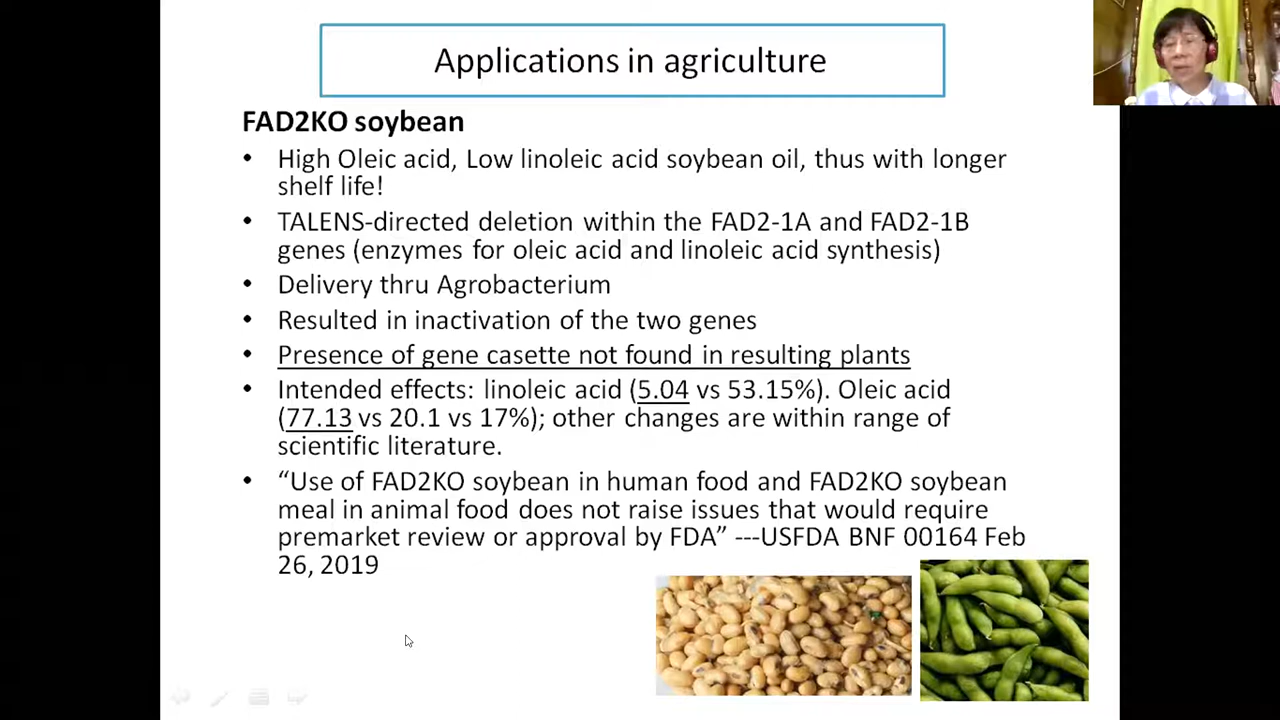 Applications in agriculture
FAD2KO soybean
• High Oleic acid, Low linoleic acid soybean oil, thus with longer
shelf life!
• TALENS-directed deletion within the FAD2-1A and FAD2-1B
genes (enzymes for oleic acid and linoleic acid synthesis)
• Delivery thru Agrobacterium
• Resulted in inactivation of the two genes
• Presence of gene casette not found in resulting plants
• Intended effects: linoleic acid (5.04 vs 53.15%). Oleic acid
(77.13 vs 20.1 vs 17%); other changes are within range of
scientific literature.
• “Use of FAD2KO soybean in human food and FAD2KO soybean
meal in animal food does not raise issues that would require
premarket review or approval by FDA” ---USFDA BNF 00164 Feb
26, 2019